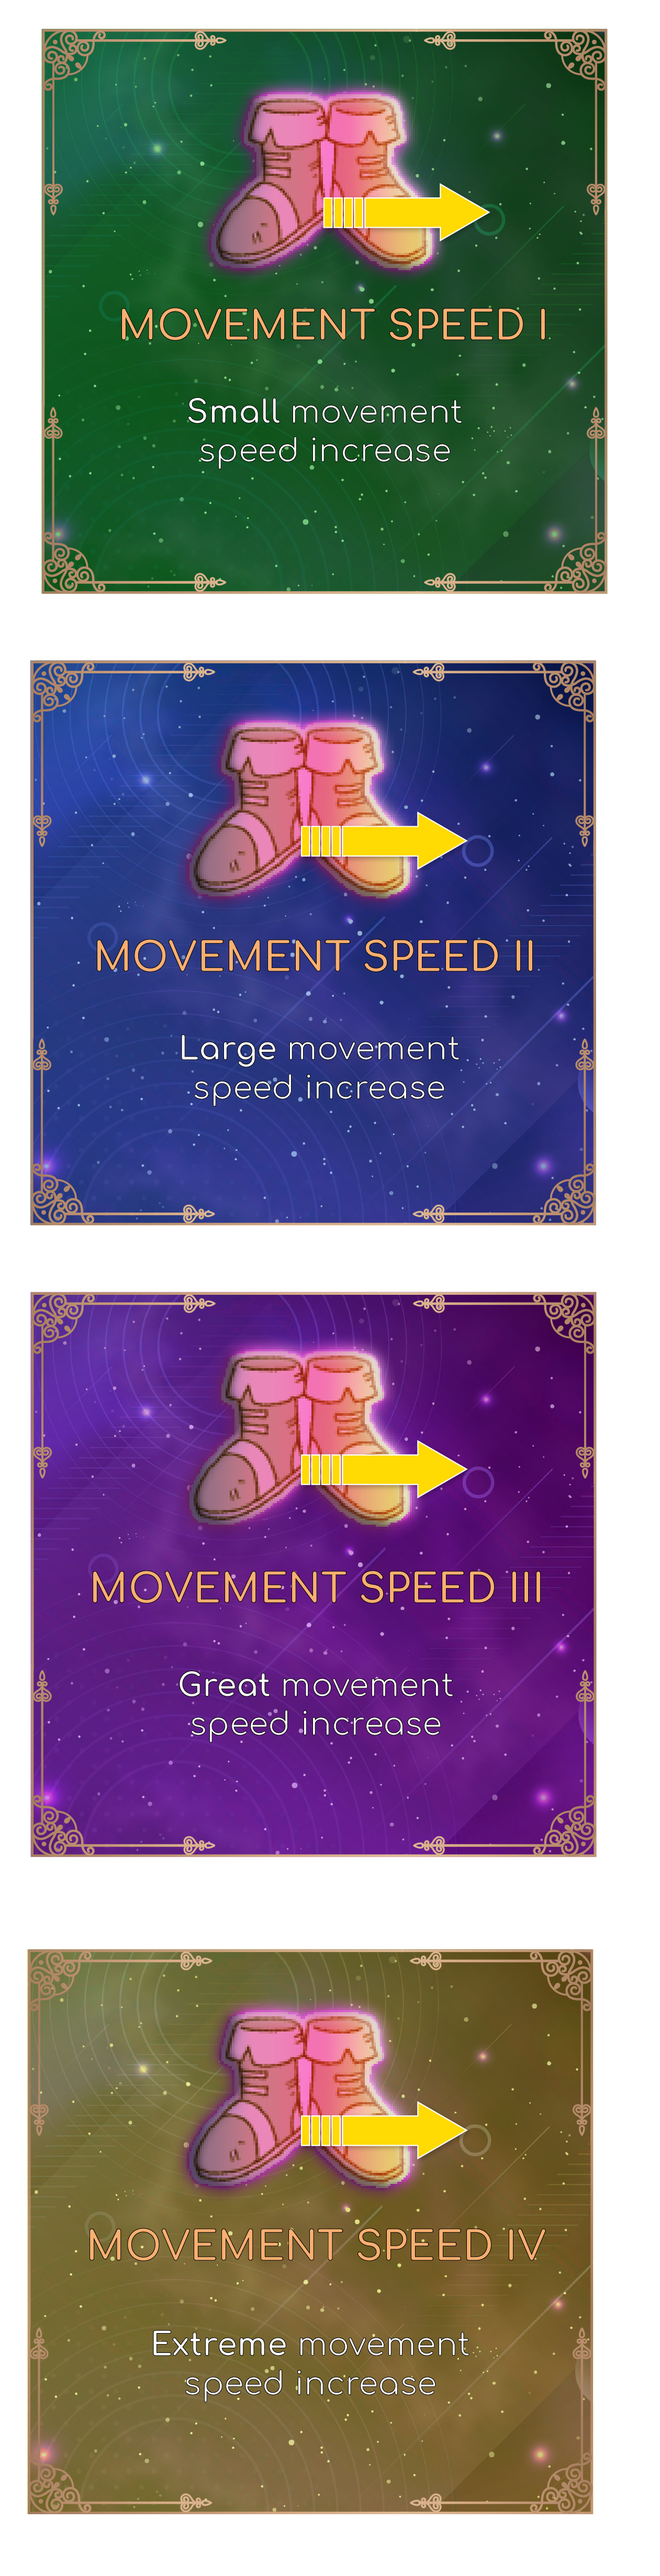 MOVEMENT SPEED I
Small movement
speed increase
MOVEMENT SPEED II
Large movement
speed increase
MOVEMENT SPEED III
Great movement
speed increase
MOVEMENT SPEED IV
Extreme movement
speed increase